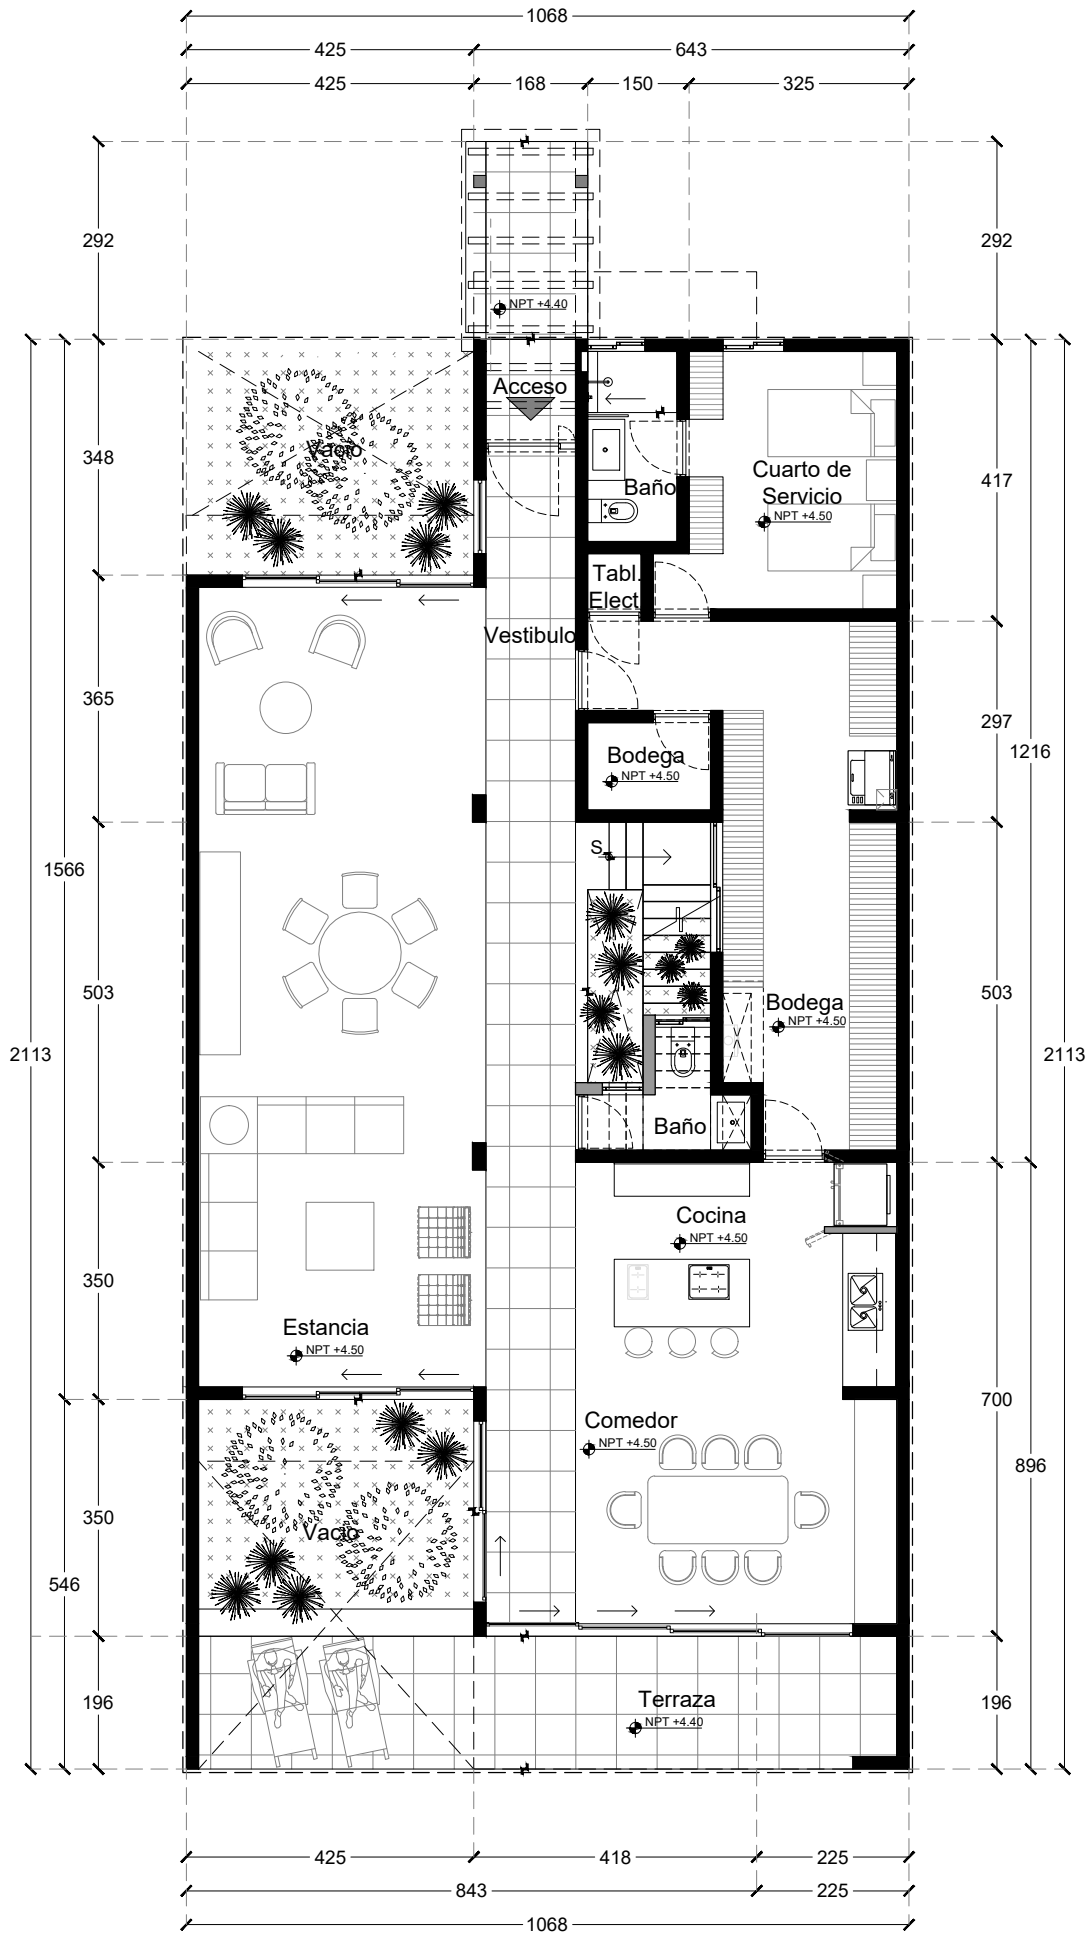 1068
425
643
425
168
150
325
292
292
NPT +4.40
Acceso
348
Vacio
417
Cuarto de
Servicio
NPT +4.50
Baño
Tabl.
Elect.
Vestibulo
365
297
1216
Bodega
NPT +4.50
S.
1566
503
503
Bodega
NPT +4.50
2113
2113
Baño
Cocina
NPT +4.50
350
Estancia
NPT +4.50
700
Comedor
NPT +4.50
896
350
Vacio
546
196
196
Terraza
NPT +4.40
425
418
225
843
225
1068